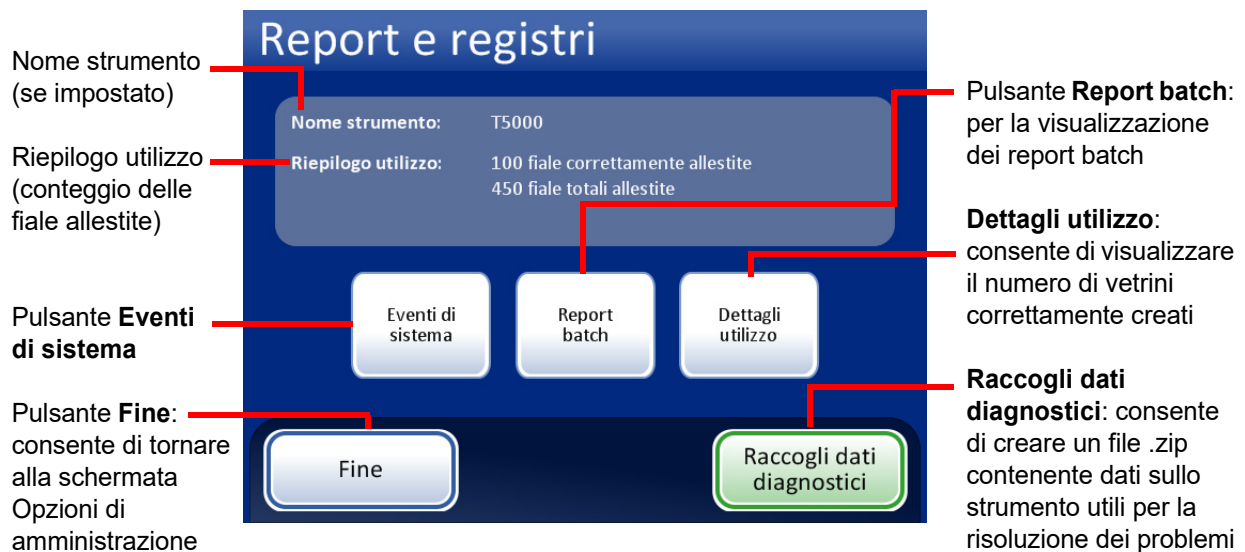 Report e registri
Nome strumento
(se impostato)
Riepilogo utilizzo
(conteggio delle
fiale allestite)
Pulsante Eventi
di sistema
Pulsante Fine:
consente di tornare
alla schermata
Opzioni di
amministrazione
Nome strumento: T5000
Riepilogo utilizzo: 100 fiale correttamente allestite
450 fiale totali allestite
Eventi di
sistema
Report
batch
Dettagli
utilizzo
Fine
Raccogli dati
diagnostici
Pulsante Report batch:
per la visualizzazione
dei report batch
Dettagli utilizzo:
consente di visualizzare
il numero di vetrini
correttamente creati
Raccogli dati
diagnostici: consente
di creare un file .zip
contenente dati sullo
strumento utili per la
risoluzione dei problemi